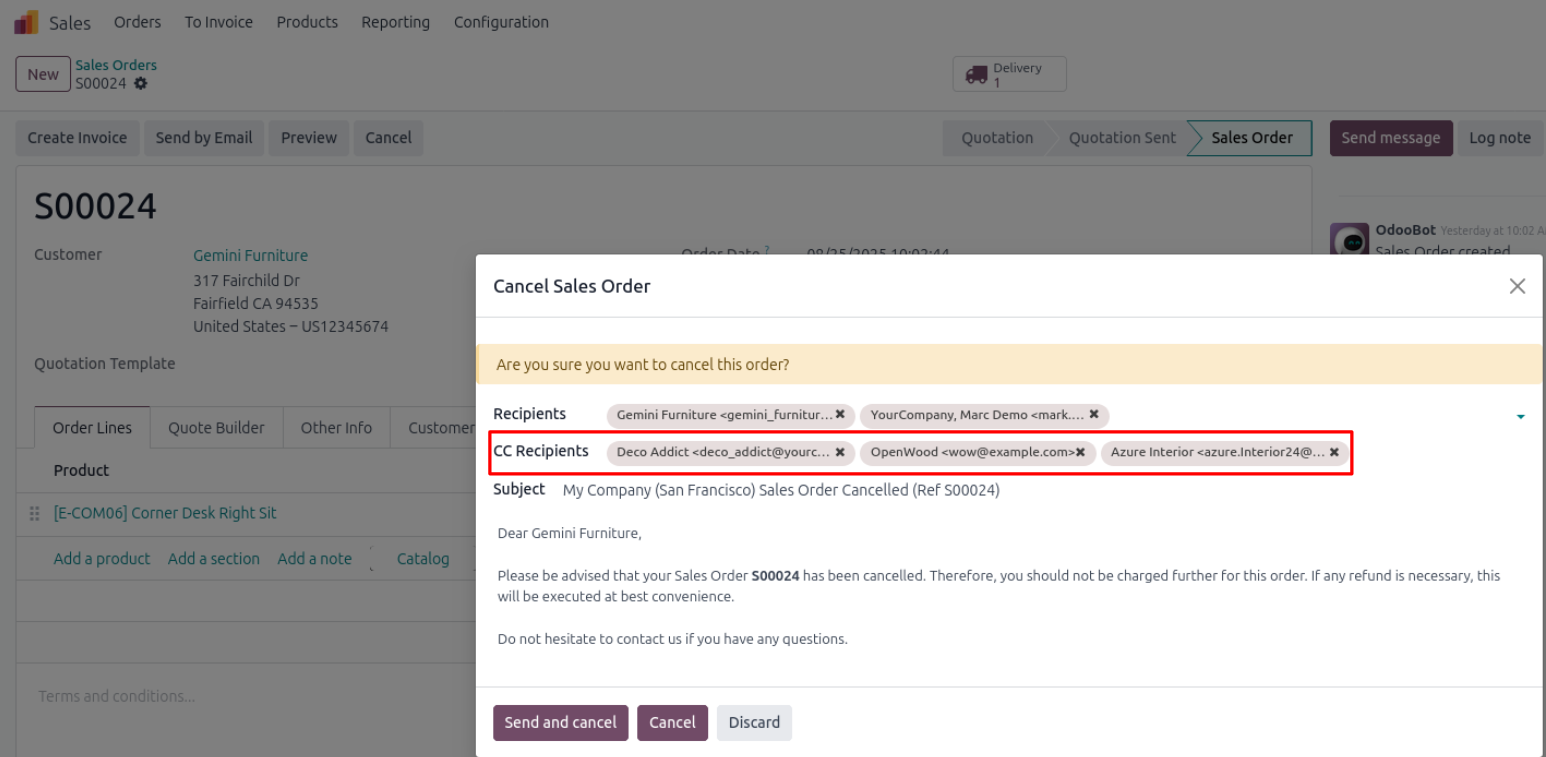 Sales Orders To Invoice Products Reporting Configuration
New Sales Orders
S00024
Delivery
1
Create Invoice Send by Email Preview Cancel Quotation Quotation Sent Sales Order Send message Log note
S00024
Customer Gemini Furniture
317 Fairchild Dr
Fairfield CA 94535
United States – US12345674
Order Date ? 08/25/2025 10:02:44
OdooBot Yesterday at 10:02 A
Sales Order created
Quotation Template
Order Lines Quote Builder Other Info Customer
Product
[E-COM06] Corner Desk Right Sit
Add a product Add a section Add a note Catalog
Terms and conditions...
Cancel Sales Order
Are you sure you want to cancel this order?
Recipients Gemini Furniture <gemini_furnitur... YourCompany, Marc Demo <mark....
CC Recipients Deco Addict <deco_addict@yourc... OpenWood <wow@example.com> Azure Interior <azure.Interior24@...
Subject My Company (San Francisco) Sales Order Cancelled (Ref S00024)
Dear Gemini Furniture,
Please be advised that your Sales Order S00024 has been cancelled. Therefore, you should not be charged further for this order. If any refund is necessary, this
will be executed at best convenience.
Do not hesitate to contact us if you have any questions.
Send and cancel Cancel Discard